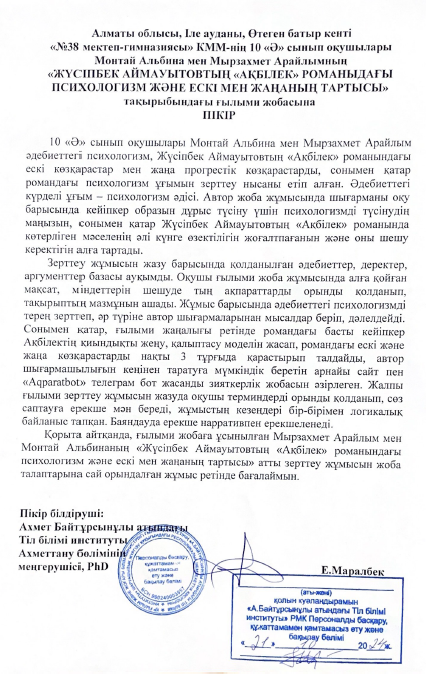 Алматы облысы, Іле ауданы, Өтеген батыр кенті
«№38 мектеп-гимназиясы» КММ-нің 10 «Ә» сынып оқушылары
Монтай Альбина мен Мырзахмет Арайлымның
«ЖҮСІПБЕК АЙМАУЫТОВТЫҢ «АҚБІЛЕК» РОМАНЫДАҒЫ
ПСИХОЛОГИЗМ ЖӘНЕ ЕСКІ МЕН ЖАҢАНЫҢ ТАРТЫСЫ»
тақырыбындағы ғылыми жобасына
ПІКІР
10 «Ә» сынып оқушылары Монтай Альбина мен Мырзахмет Арайлым
әдебиеттегі психологизм, Жүсіпбек Аймауытовтың «Ақбілек» романындағы
ескі көзқарастар мен жаңа прогрестік көзқарастарды, сонымен қатар
романдағы психологизм ұғымын зерттеу нысаны етіп алған. Әдебиеттегі
күрделі ұғым – психологизм әдісі. Автор жоба жұмысында шығарманы оқу
барысында кейіпкер образын дұрыс түсіну үшін психологизмді түсінудің
маңызын, сонымен қатар Жүсіпбек Аймауытовтың «Ақбілек» романында
көтерілген мәселенің әлі күнге өзектілігін жоғалтпағанын және оны шешу
керектігін алға тартады.
Зерттеу жұмысын жазу барысында қолданылған әдебиеттер, деректер,
аргументтер базасы ауқымды. Оқушы ғылыми жоба жұмысында алға қойған
мақсат, міндеттерін шешуде тың ақпараттарды орынды қолданып,
тақырыптың мазмұнын ашады. Жұмыс барысында әдебиеттегі психологизмді
терең зерттеп, әр түріне автор шығармаларынан мысалдар беріп, дәлелдейді.
Сонымен қатар, ғылыми жаңалығы ретінде романдағы басты кейіпкер
Ақбілектің қиындықты жеңу, қалыптасу моделін жасап, романдағы ескі және
жаңа көзқарастарды нақты 3 тұрғыда қарастырып талдайды, автор
шығармашылығын кеңінен таратуға мүмкіндік беретін арнайы сайт пен
«Aqparatbot» телеграм бот жасанды зияткерлік жобасын әзірлеген. Жалпы
ғылыми зерттеу жұмысын жазуда оқушы терминдерді орынды қолданып, сөз
саптауға ерекше мән береді, жұмыстың кезеңдері бір-бірімен логикалық
байланыс тапқан. Баяндауда ерекше нарративпен ерекшеленеді.
Қорыта айтқанда, ғылыми жобаға ұсынылған Мырзахмет Арайлым мен
Монтай Альбинаның «Жүсіпбек Аймауытовтың «Ақбілек» романындағы
психологизм және ескі мен жаңаның тартысы» атты зерттеу жұмысын жоба
талаптарына сай орындалған жұмыс ретінде бағалаймын.
Пікір білдіруші:
Ахмет Байтұрсынұлы атындағы
Тіл білімі институты
Ахметтану бөлімінің
меңгерушісі, PhD
Е.Маралбек
Персоналды басқару,
құжаттамамен
қамтамасыз
ету және
бақылау бөлімі
(аты-жөні)
қолын куәландырамын
«А.Байтұрсынұлы атындағы Тіл білімі
институты» РМК Персоналды басқару,
құжаттамамен қамтамасыз ету және
бақылау бөлімі
« 21 » 10 2024 ж.